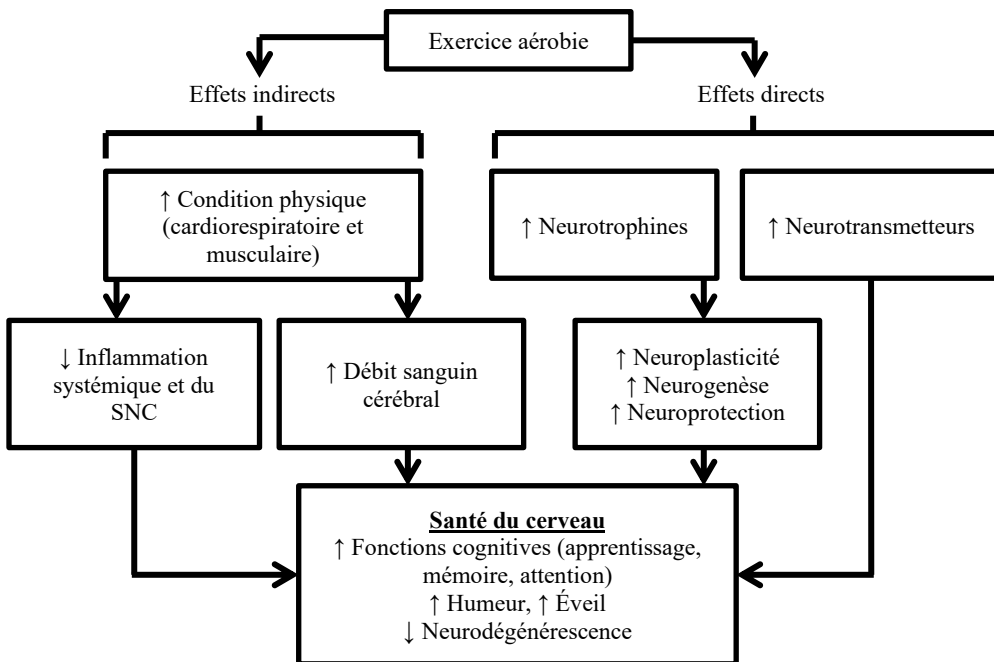 Exercice aérobie
Effets indirects
Effets directs
↑ Condition physique
(cardiorespiratoire et
musculaire)
↑ Neurotrophines
↑ Neurotransmetteurs
↓ Inflammation
systémique et du
SNC
↑ Débit sanguin
cérébral
↑ Neuroplasticité
↑ Neurogenèse
↑ Neuroprotection
Santé du cerveau
↑ Fonctions cognitives (apprentissage,
mémoire, attention)
↑ Humeur, ↑ Éveil
↓ Neurodégénérescence